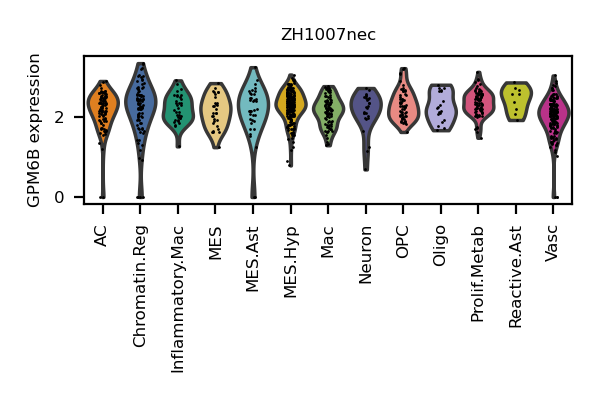 ZH1007nec
GPM6B expression
2
0
AC
Chromatin.Reg
Inflammatory.Mac
MES
MES.Ast
MES.Hyp
Mac
Neuron
OPC
Oligo
Prolif.Metab
Reactive.Ast
Vasc